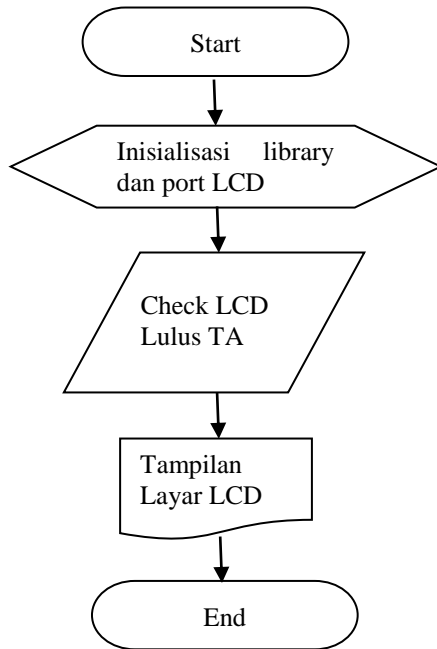 Start
Inisialisasi library
dan port LCD
Check LCD
Lulus TA
Tampilan
Layar LCD
End